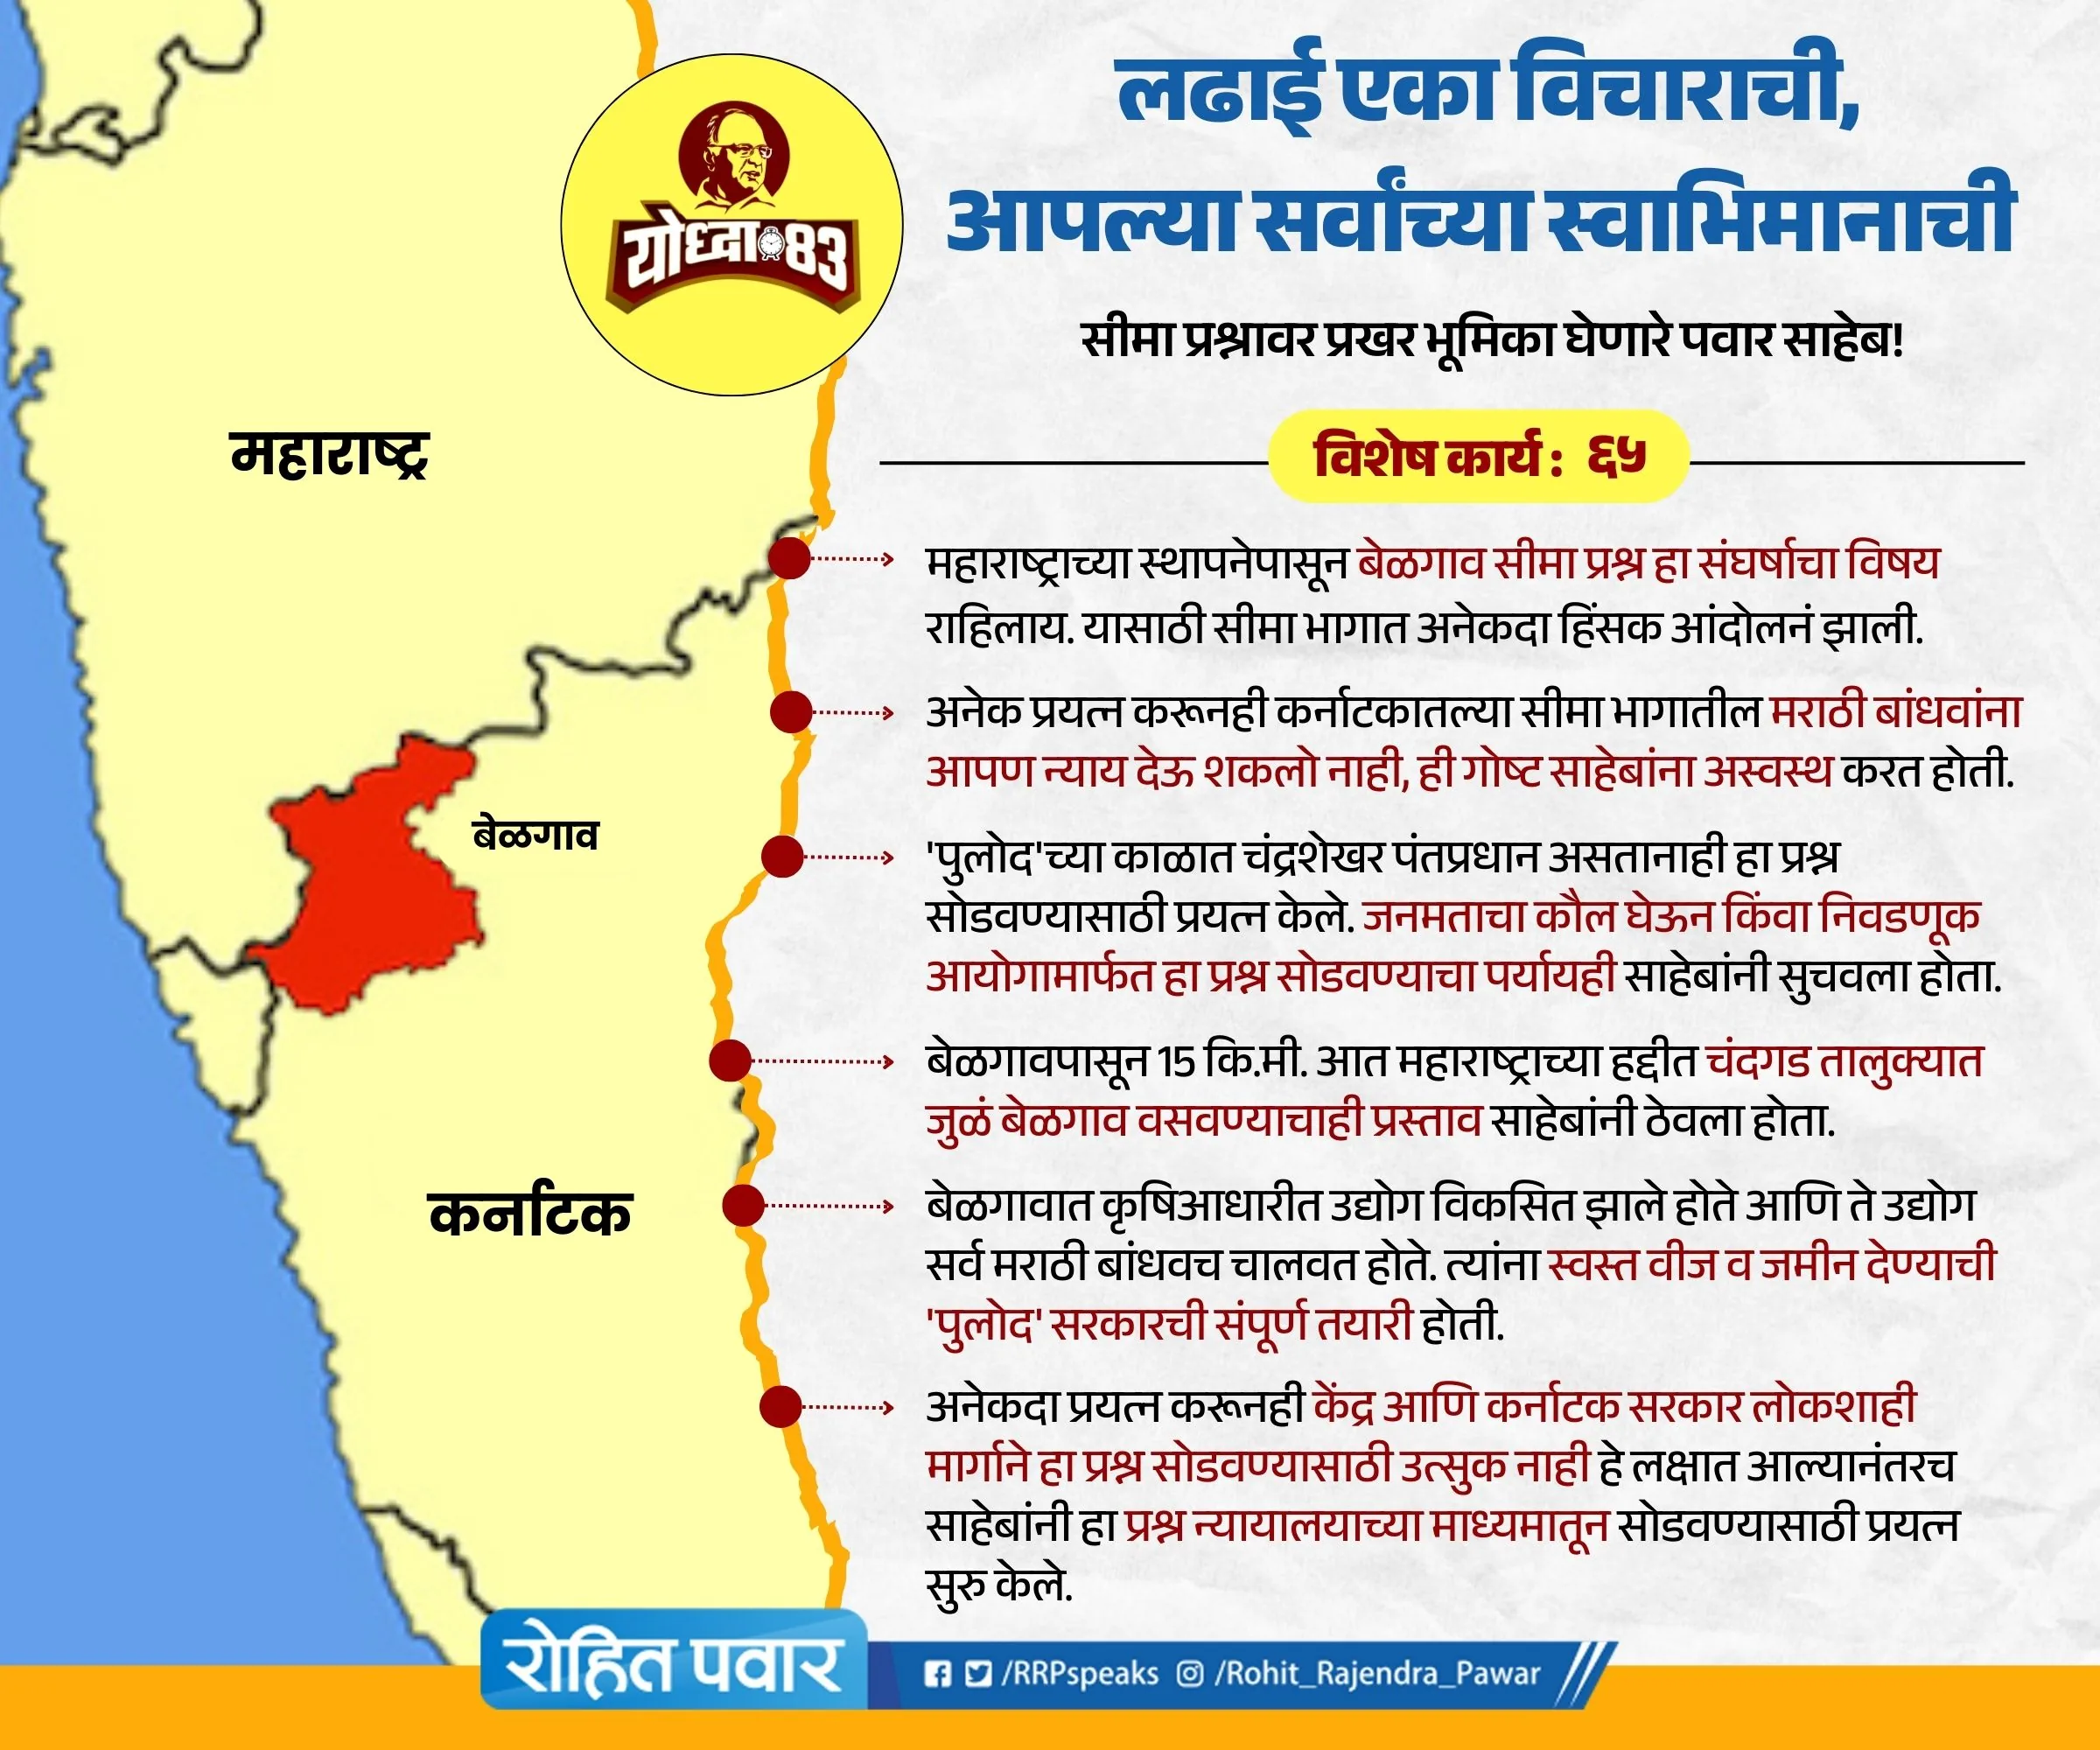 लढाई एका विचाराची,
आपल्या सर्वांच्या स्वाभिमानाची
योध्दा ८३
सीमा प्रश्नावर प्रखर भूमिका घेणारे पवार साहेब!
विशेष कार्य : ६५
महाराष्ट्र
बेळगाव
कर्नाटक
महाराष्ट्राच्या स्थापनेपासून बेळगाव सीमा प्रश्न हा संघर्षाचा विषय
राहिलाय. यासाठी सीमा भागात अनेकदा हिंसक आंदोलनं झाली.
अनेक प्रयत्न करूनही कर्नाटकातल्या सीमा भागातील मराठी बांधवांना
आपण न्याय देऊ शकलो नाही, ही गोष्ट साहेबांना अस्वस्थ करत होती.
'पुलोद'च्या काळात चंद्रशेखर पंतप्रधान असतानाही हा प्रश्न
सोडवण्यासाठी प्रयत्न केले. जनमताचा कौल घेऊन किंवा निवडणूक
आयोगामार्फत हा प्रश्न सोडवण्याचा पर्यायही साहेबांनी सुचवला होता.
बेळगावपासून 15 कि.मी. आत महाराष्ट्राच्या हद्दीत चंदगड तालुक्यात
जुळं बेळगाव वसवण्याचाही प्रस्ताव साहेबांनी ठेवला होता.
बेळगावात कृषिआधारीत उद्योग विकसित झाले होते आणि ते उद्योग
सर्व मराठी बांधवच चालवत होते. त्यांना स्वस्त वीज व जमीन देण्याची
'पुलोद' सरकारची संपूर्ण तयारी होती.
अनेकदा प्रयत्न करूनही केंद्र आणि कर्नाटक सरकार लोकशाही
मार्गाने हा प्रश्न सोडवण्यासाठी उत्सुक नाही हे लक्षात आल्यानंतरच
साहेबांनी हा प्रश्न न्यायालयाच्या माध्यमातून सोडवण्यासाठी प्रयत्न
सुरु केले.
रोहित पवार
/RRPspeaks /Rohit_Rajendra_Pawar